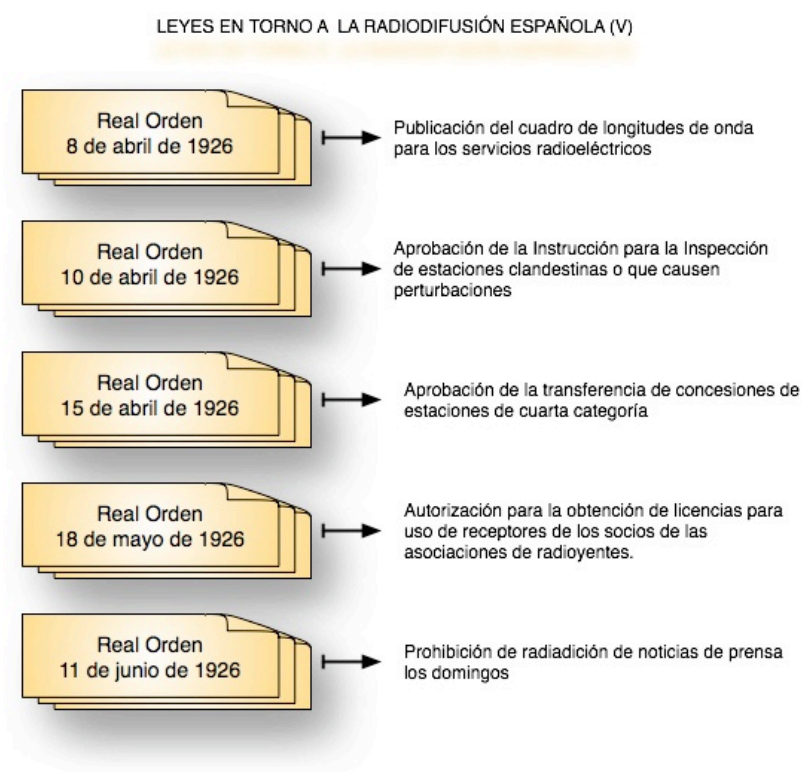 LEYES EN TORNO A LA RADIODIFUSIÓN ESPAÑOLA (V)
Real Orden
8 de abril de 1926
Publicación del cuadro de longitudes de onda
para los servicios radioeléctricos
Real Orden
10 de abril de 1926
Aprobación de la Instrucción para la Inspección
de estaciones clandestinas o que causen
perturbaciones
Real Orden
15 de abril de 1926
Aprobación de la transferencia de concesiones de
estaciones de cuarta categoría
Real Orden
18 de mayo de 1926
Autorización para la obtención de licencias para
uso de receptores de los socios de las
asociaciones de radioyentes.
Real Orden
11 de junio de 1926
Prohibición de radiadición de noticias de prensa
los domingos